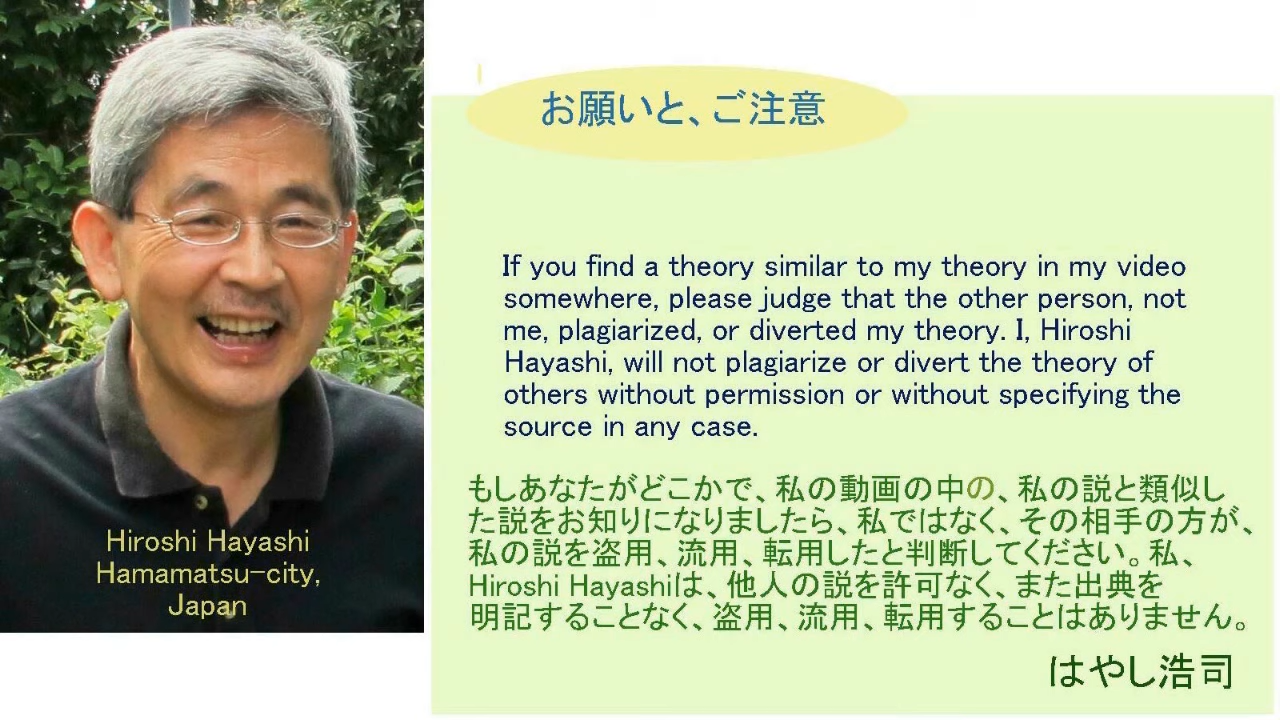 お願いと、ご注意
If you find a theory similar to my theory in my video
somewhere, please judge that the other person, not
me, plagiarized, or diverted my theory. I, Hiroshi
Hayashi, will not plagiarize or divert the theory of
others without permission or without specifying the
source in any case.
もしあなたがどこかで、私の動画の中の、私の説と類似し
た説をお知りになりましたら、私ではなく、その相手の方が、
私の説を盗用、流用、転用したと判断してください。私、
Hiroshi Hayashiは、他人の説を許可なく、また出典を
明記することなく、盗用、流用、転用することはありません。
はやし浩司
Hiroshi Hayashi
Hamamatsu-city,
Japan